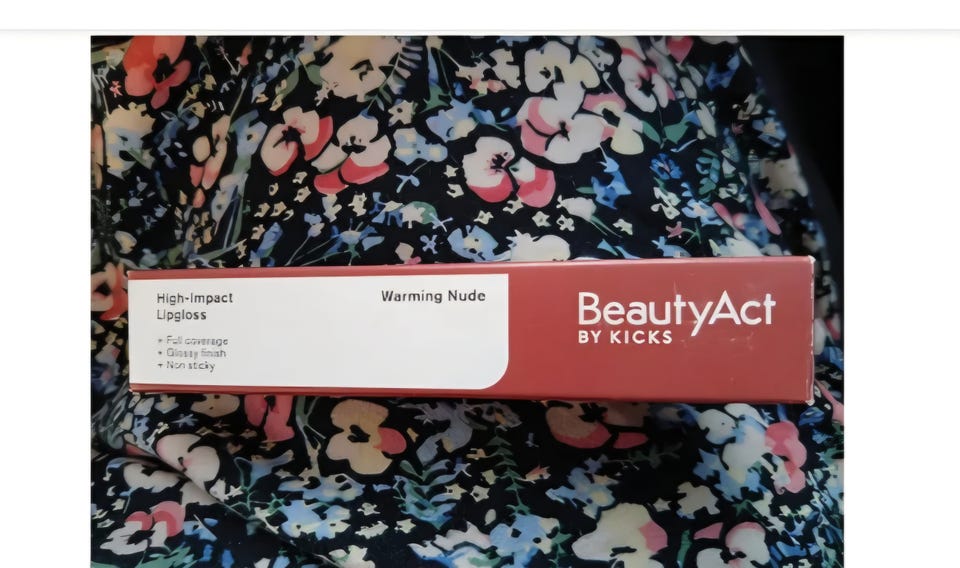 High-Impact
Lipgloss
+ Full coverage
+ Glossy finish
+ Non sticky
Warming Nude
BeautyAct
BY KICKS